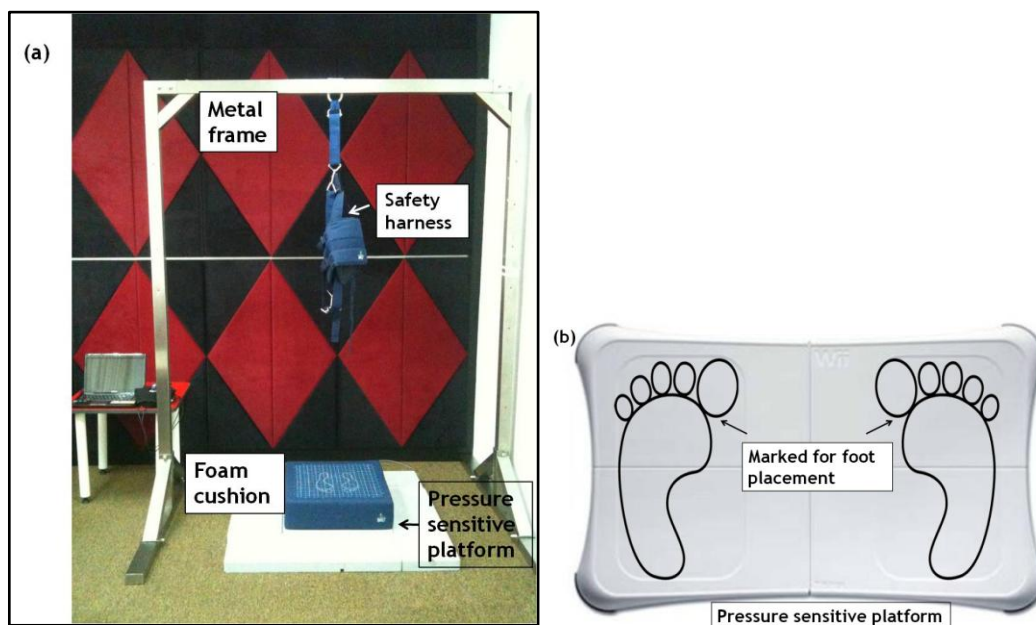 (a)
Metal
frame
Safety
harness
Foam
cushion
Pressure
sensitive
platform
(b)
Wii
Marked for foot
placement
Pressure sensitive platform